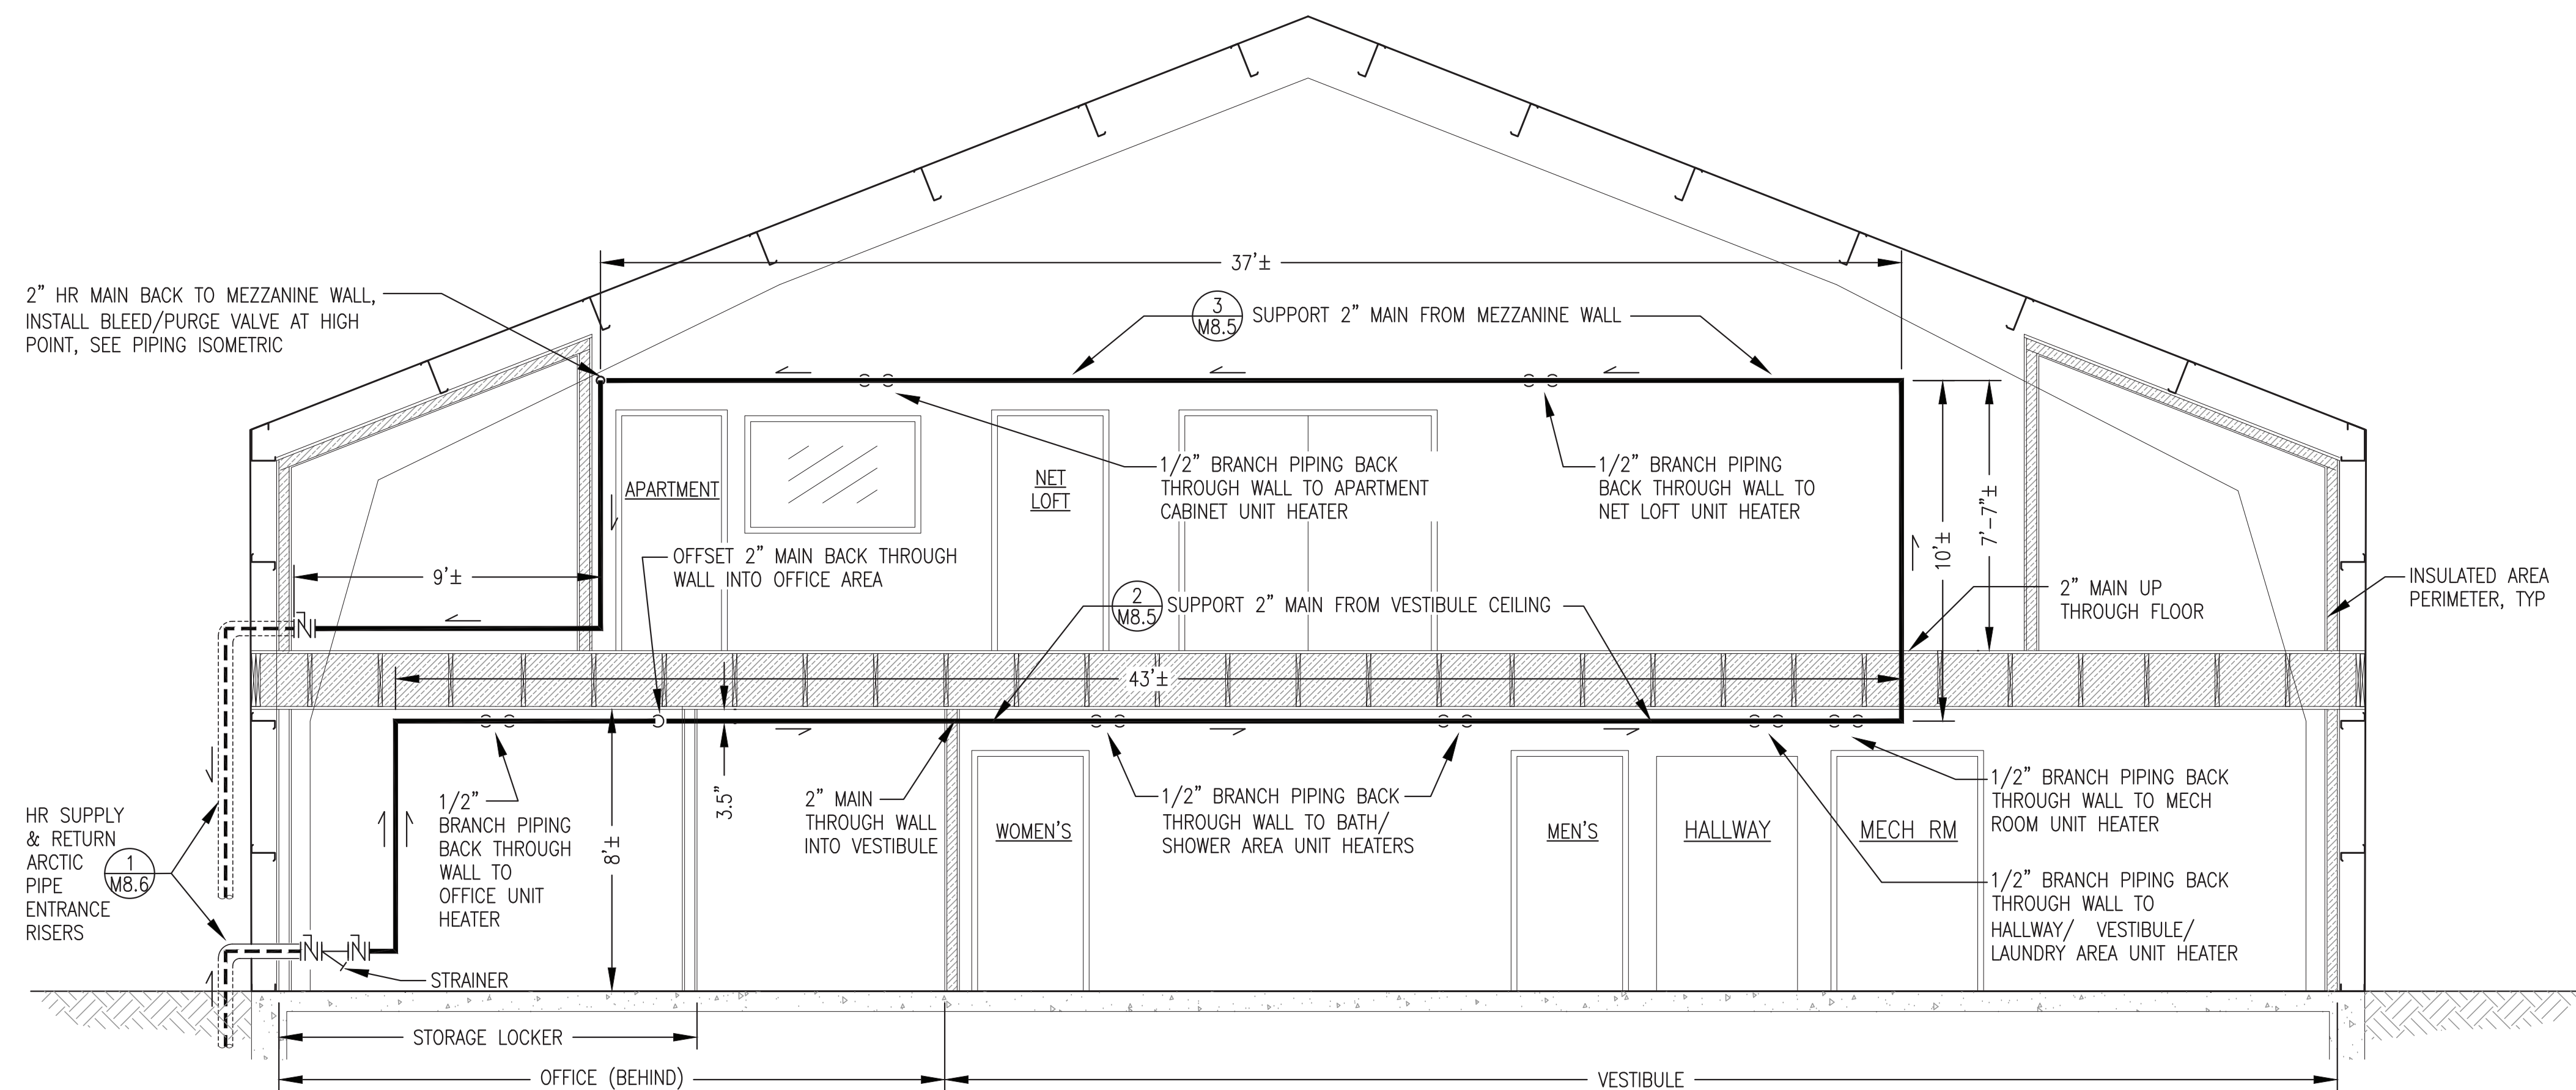 37'±
2” HR MAIN BACK TO MEZZANINE WALL,
INSTALL BLEED/PURGE VALVE AT HIGH
POINT, SEE PIPING ISOMETRIC
3
M8.5
SUPPORT 2” MAIN FROM MEZZANINE WALL
APARTMENT
NET
LOFT
1/2” BRANCH PIPING BACK
THROUGH WALL TO APARTMENT
CABINET UNIT HEATER
1/2” BRANCH PIPING
BACK THROUGH WALL TO
NET LOFT UNIT HEATER
10'±
7'-7”±
9'±
OFFSET 2” MAIN BACK THROUGH
WALL INTO OFFICE AREA
2
M8.5
SUPPORT 2” MAIN FROM VESTIBULE CEILING
2” MAIN UP
THROUGH FLOOR
INSULATED AREA
PERIMETER, TYP
43'±
HR SUPPLY
& RETURN
ARCTIC
PIPE
ENTRANCE
RISERS
1
M8.6
1/2”
BRANCH PIPING
BACK THROUGH
WALL TO
OFFICE UNIT
HEATER
8'±
3.5”
2” MAIN
THROUGH WALL
INTO VESTIBULE
WOMEN'S
1/2” BRANCH PIPING BACK
THROUGH WALL TO BATH/
SHOWER AREA UNIT HEATERS
MEN'S
HALLWAY
MECH RM
1/2” BRANCH PIPING BACK
THROUGH WALL TO MECH
ROOM UNIT HEATER
1/2” BRANCH PIPING BACK
THROUGH WALL TO
HALLWAY/ VESTIBULE/
LAUNDRY AREA UNIT HEATER
STRAINER
STORAGE LOCKER
OFFICE (BEHIND)
VESTIBULE